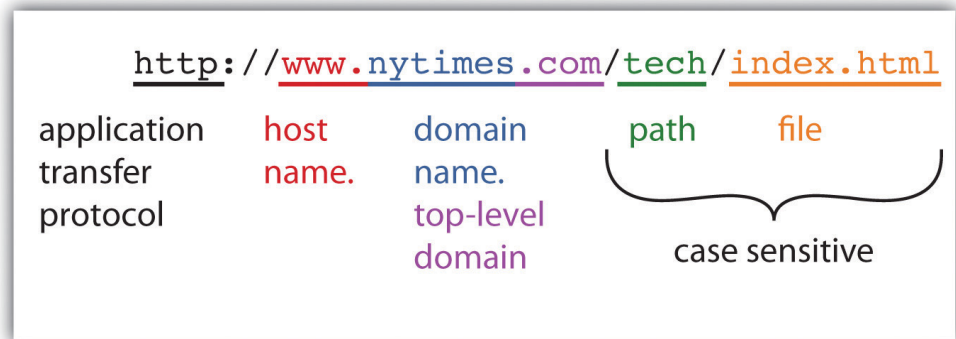 http://www.nytimes.com/tech/index.html
application host domain path file
transfer name. name.
protocol top-level
domain
case sensitive